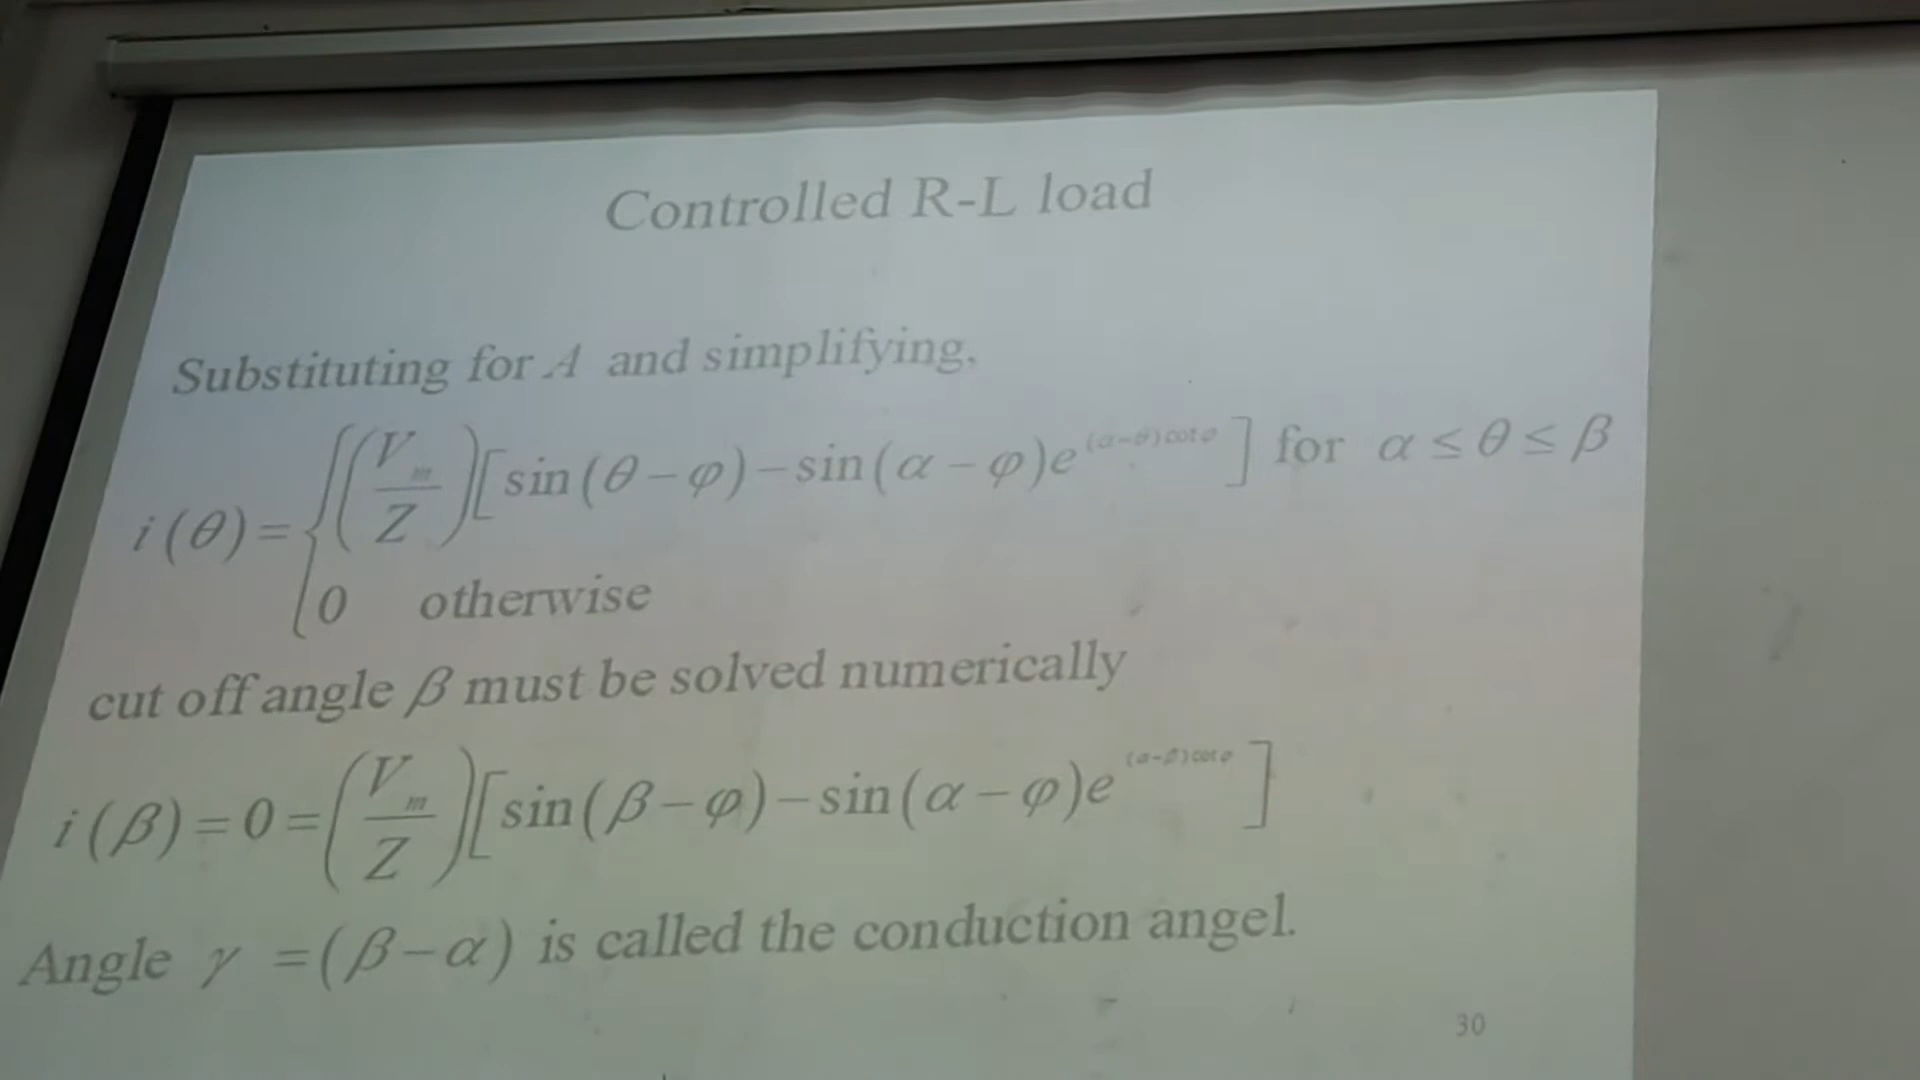 Controlled R-L load
Substituting for A and simplifying,
i(θ)={(Vm/Z)[sin(θ−φ)−sin(α−φ)e^(α−θ)cotφ] for α≤θ≤β
0 otherwise
cut off angle β must be solved numerically
i(β)=0=(Vm/Z)[sin(β−φ)−sin(α−φ)e^(α−β)cotφ]
Angle γ =(β−α) is called the conduction angel.
30